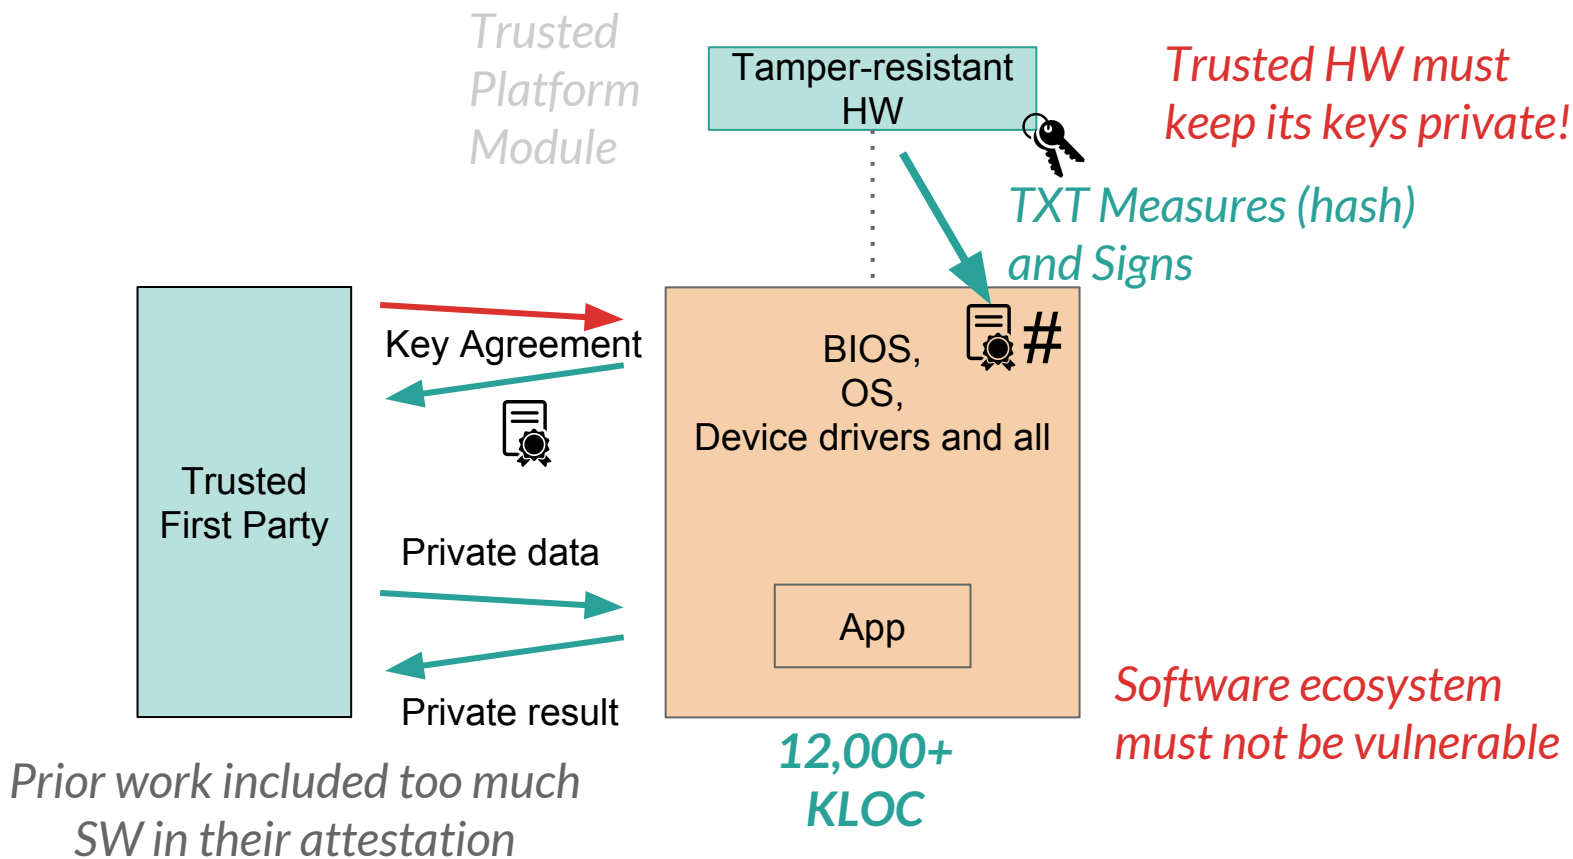 Trusted
Platform
Module
Tamper-resistant
HW
Trusted HW must
keep its keys private!
TXT Measures (hash)
and Signs
Key Agreement
#
BIOS,
OS,
Device drivers and all
Trusted
First Party
Private data
App
Private result
Software ecosystem
must not be vulnerable
12,000+
KLOC
Prior work included too much
SW in their attestation